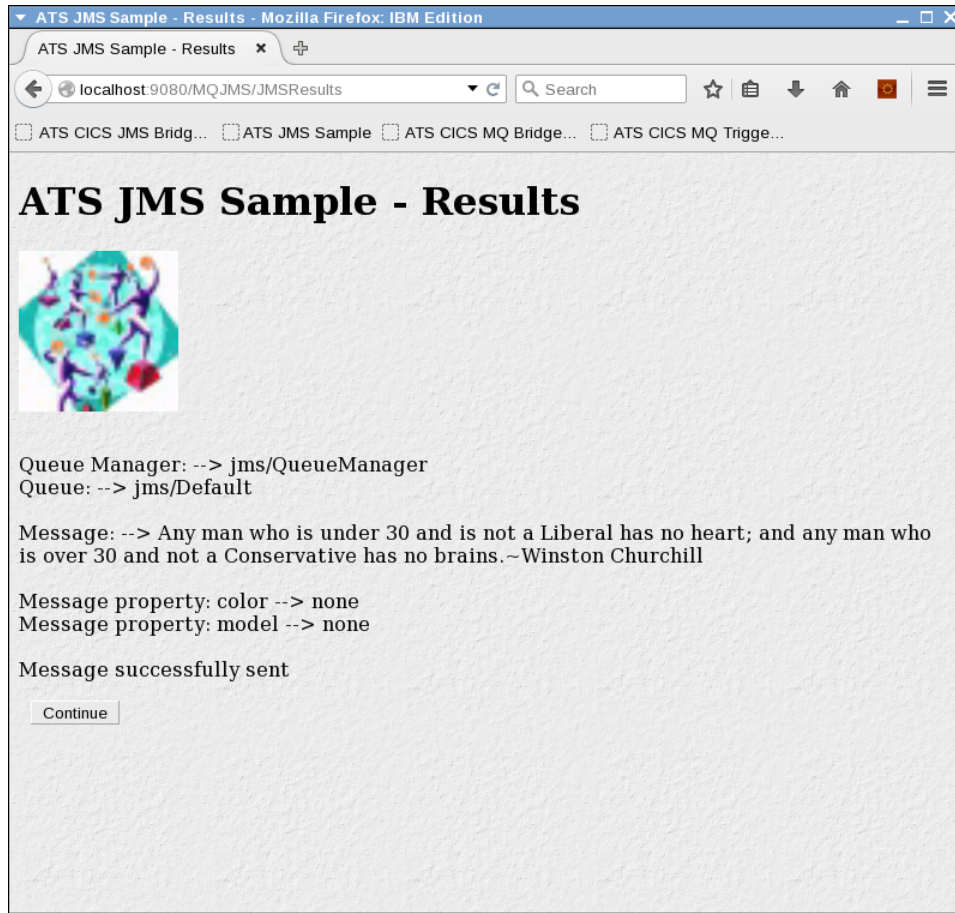 ATS JMS Sample - Results - Mozilla Firefox: IBM Edition
ATS JMS Sample - Results
localhost:9080/MQJMS/JMSResults
Search
ATS CICS JMS Bridg...
ATS JMS Sample
ATS CICS MQ Bridge...
ATS CICS MQ Trigge...
ATS JMS Sample - Results
Queue Manager: --> jms/QueueManager
Queue: --> jms/Default
Message: --> Any man who is under 30 and is not a Liberal has no heart; and any man who
is over 30 and not a Conservative has no brains.~Winston Churchill
Message property: color --> none
Message property: model --> none
Message successfully sent
Continue